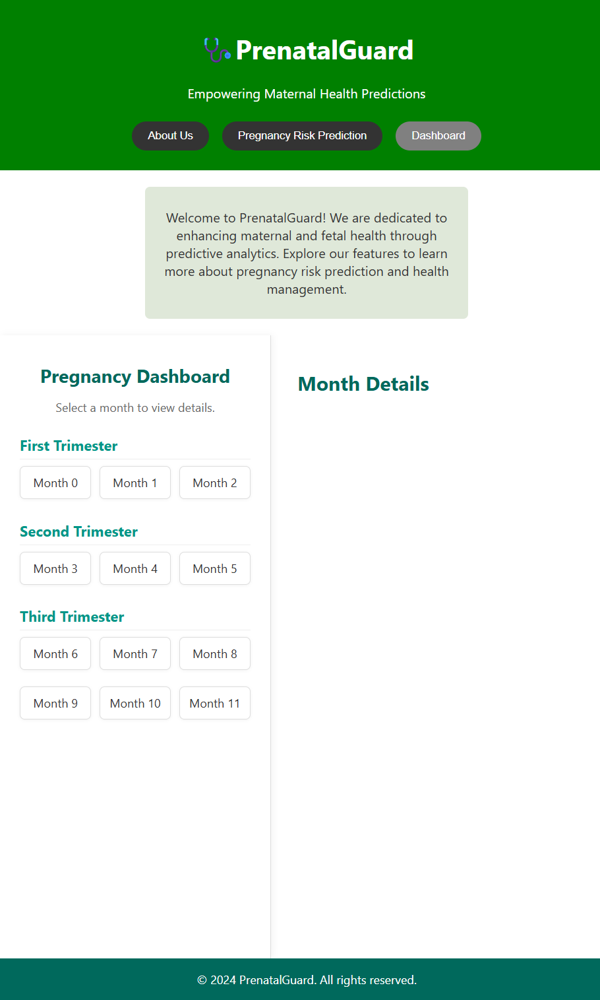 PrenatalGuard
Empowering Maternal Health Predictions
About Us
Pregnancy Risk Prediction
Dashboard
Welcome to PrenatalGuard! We are dedicated to
enhancing maternal and fetal health through
predictive analytics. Explore our features to learn
more about pregnancy risk prediction and health
management.
Pregnancy Dashboard
Select a month to view details.
First Trimester
Month 0
Month 1
Month 2
Second Trimester
Month 3
Month 4
Month 5
Third Trimester
Month 6
Month 7
Month 8
Month 9
Month 10
Month 11
Month Details
© 2024 PrenatalGuard. All rights reserved.